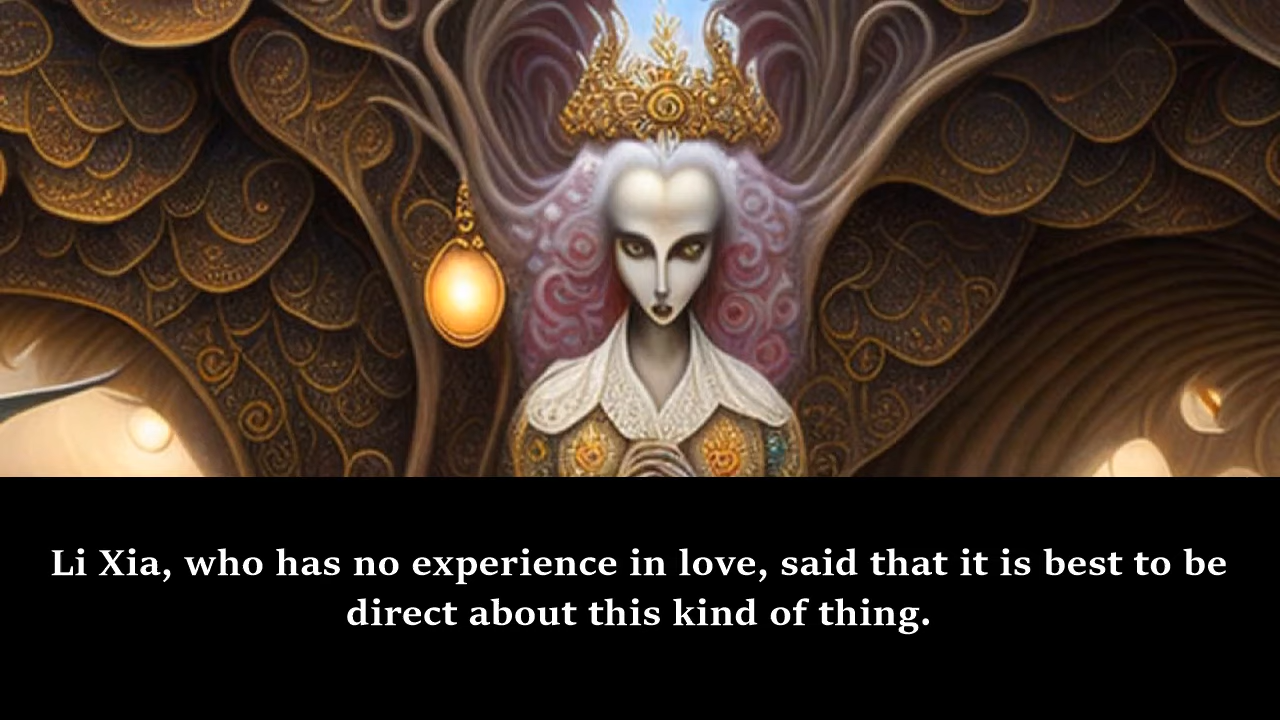 Li Xia, who has no experience in love, said that it is best to be
direct about this kind of thing.